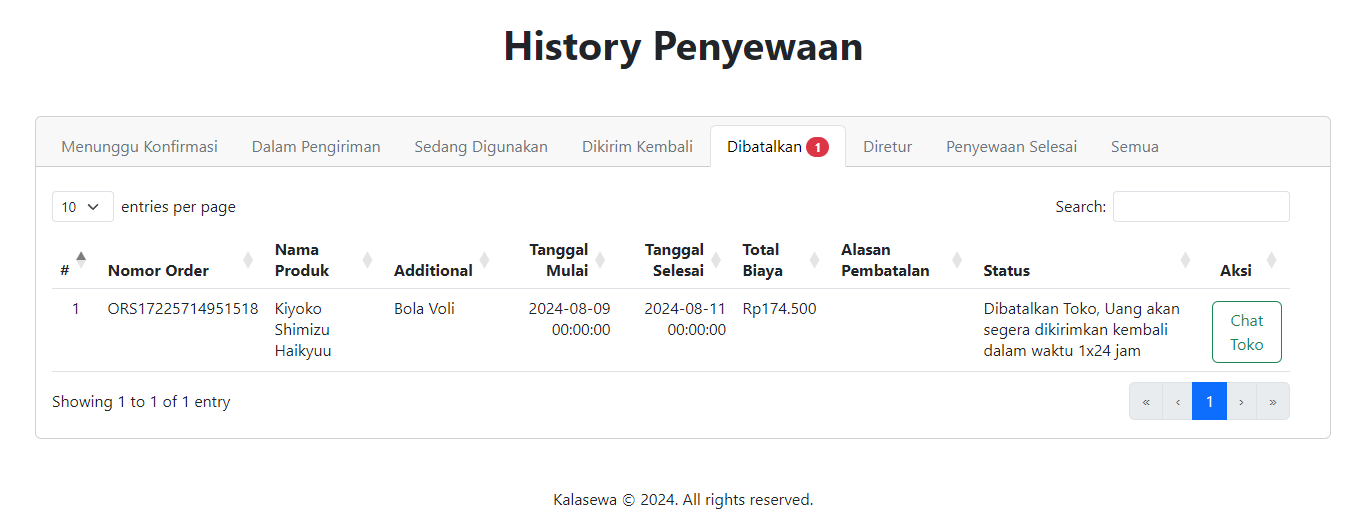 History Penyewaan
Menunggu Konfirmasi Dalam Pengiriman Sedang Digunakan Dikirim Kembali Dibatalkan 1 Diretur Penyewaan Selesai Semua
10 entries per page Search:
# Nomor Order Nama Produk Additional Tanggal Mulai Tanggal Selesai Total Biaya Alasan Pembatalan Status Aksi
1 ORS17225714951518 Kiyoko Shimizu Haikyuu Bola Voli 2024-08-09 00:00:00 2024-08-11 00:00:00 Rp174.500 Dibatalkan Toko, Uang akan segera dikirimkan kembali dalam waktu 1x24 jam Chat Toko
Showing 1 to 1 of 1 entry « ‹ 1 › »
Kalasewa © 2024. All rights reserved.